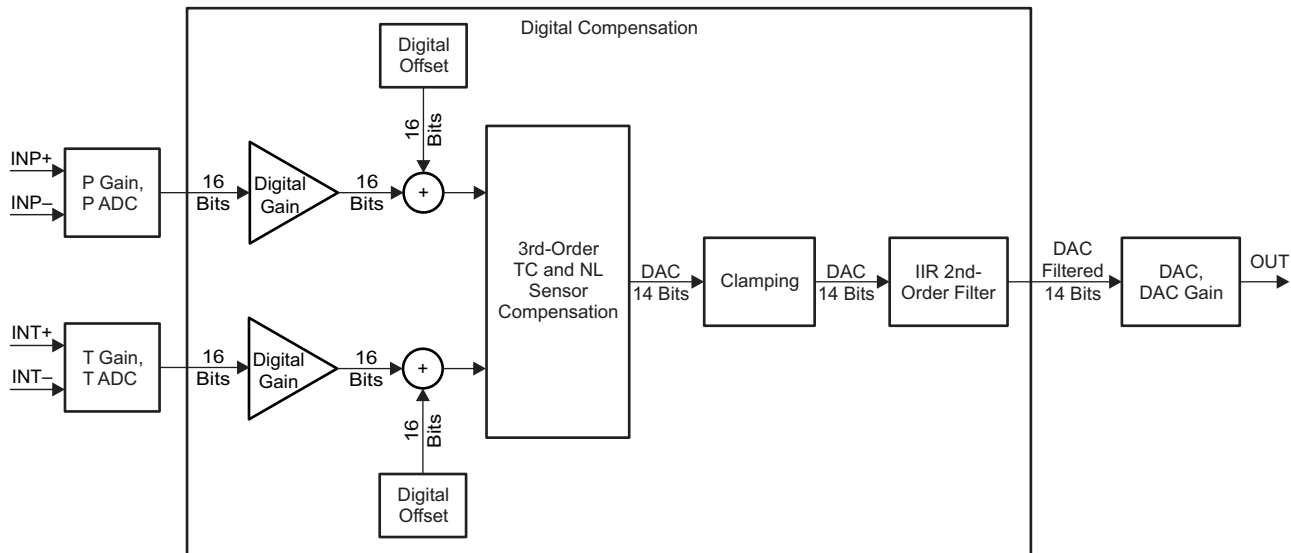 Digital Compensation
Digital
Offset
16
Bits
INP+
INP–
P Gain,
P ADC
16
Bits
Digital
Gain
16
Bits
+
3rd-Order
TC and NL
Sensor
Compensation
DAC
14 Bits
Clamping
DAC
14 Bits
IIR 2nd-
Order Filter
DAC
Filtered
14 Bits
DAC,
DAC Gain
OUT
INT+
INT–
T Gain,
T ADC
16
Bits
Digital
Gain
16
Bits
+
16
Bits
Digital
Offset